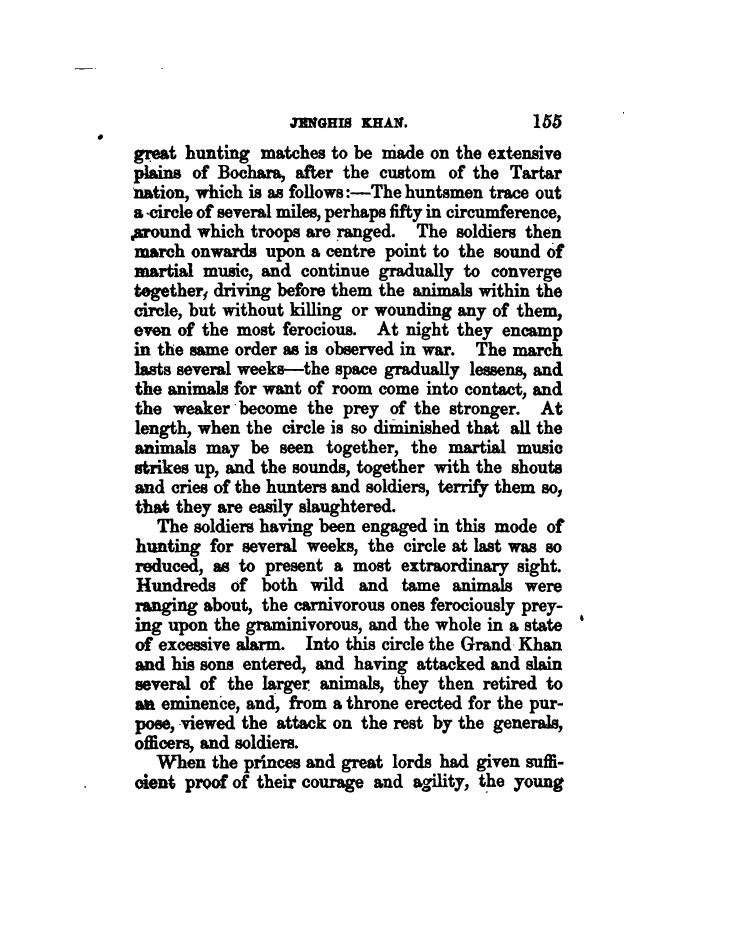 JENGHIS KHAN. 155
great hunting matches to be made on the extensive
plains of Bochara, after the custom of the Tartar
nation, which is as follows:—The huntsmen trace out
a circle of several miles, perhaps fifty in circumference,
around which troops are ranged. The soldiers then
march onwards upon a centre point to the sound of
martial music, and continue gradually to converge
together, driving before them the animals within the
circle, but without killing or wounding any of them,
even of the most ferocious. At night they encamp
in the same order as is observed in war. The march
lasts several weeks—the space gradually lessens, and
the animals for want of room come into contact, and
the weaker become the prey of the stronger. At
length, when the circle is so diminished that all the
animals may be seen together, the martial music
strikes up, and the sounds, together with the shouts
and cries of the hunters and soldiers, terrify them so,
that they are easily slaughtered.
The soldiers having been engaged in this mode of
hunting for several weeks, the circle at last was so
reduced, as to present a most extraordinary sight.
Hundreds of both wild and tame animals were
ranging about, the carnivorous ones ferociously prey-
ing upon the graminivorous, and the whole in a state
of excessive alarm. Into this circle the Grand Khan
and his sons entered, and having attacked and slain
several of the larger animals, they then retired to
an eminence, and, from a throne erected for the pur-
pose, viewed the attack on the rest by the generals,
officers, and soldiers.
When the princes and great lords had given suffi-
cient proof of their courage and agility, the young